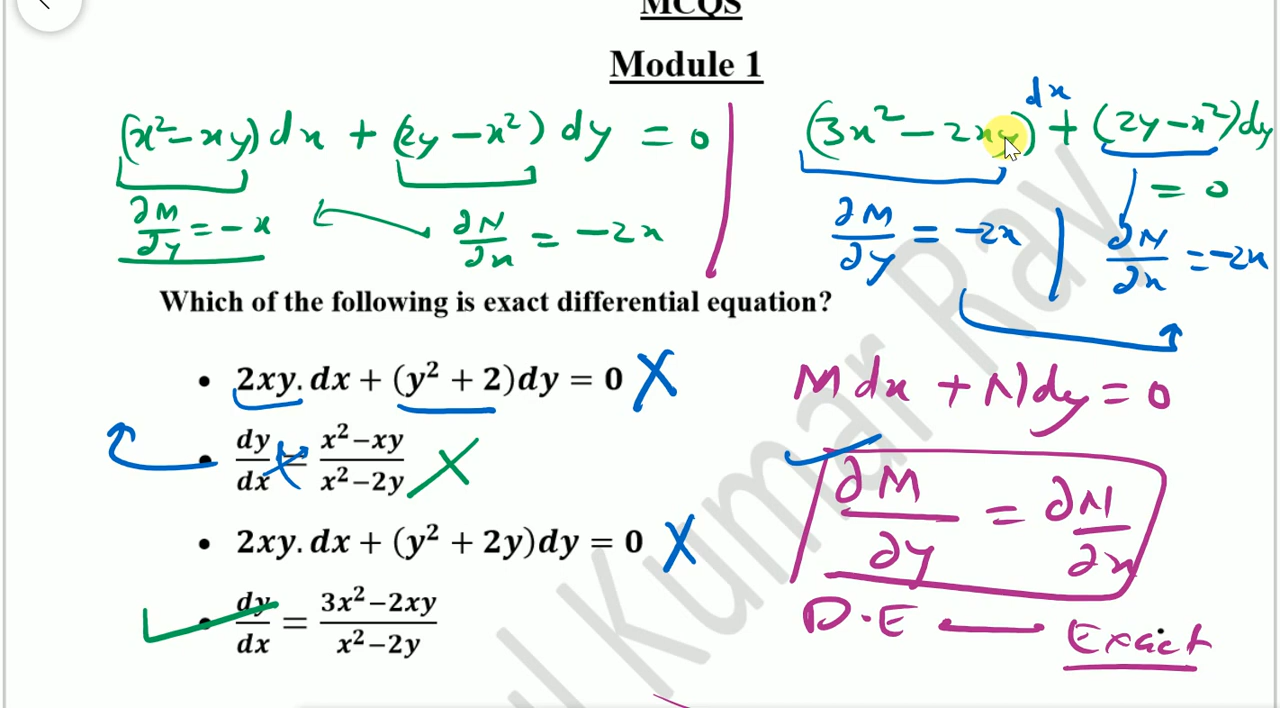 MCQS
Module 1
(x² − xy) dx + (2y − x²) dy = 0
∂M/∂y = −x
∂N/∂x = −2x
(3x² − 2xy) dx + (2y − x²) dy
= 0
∂M/∂y = −2x
∂N/∂x = −2x
Which of the following is exact differential equation?
• 2xy. dx + (y² + 2)dy = 0 X
• dy/dx = x²−xy/x²−2y X
• 2xy. dx + (y² + 2y)dy = 0 X
• dy/dx = 3x²−2xy/x²−2y
M dx + N dy = 0
∂M/∂y = ∂N/∂x
D.E Exact
Kumar Ray